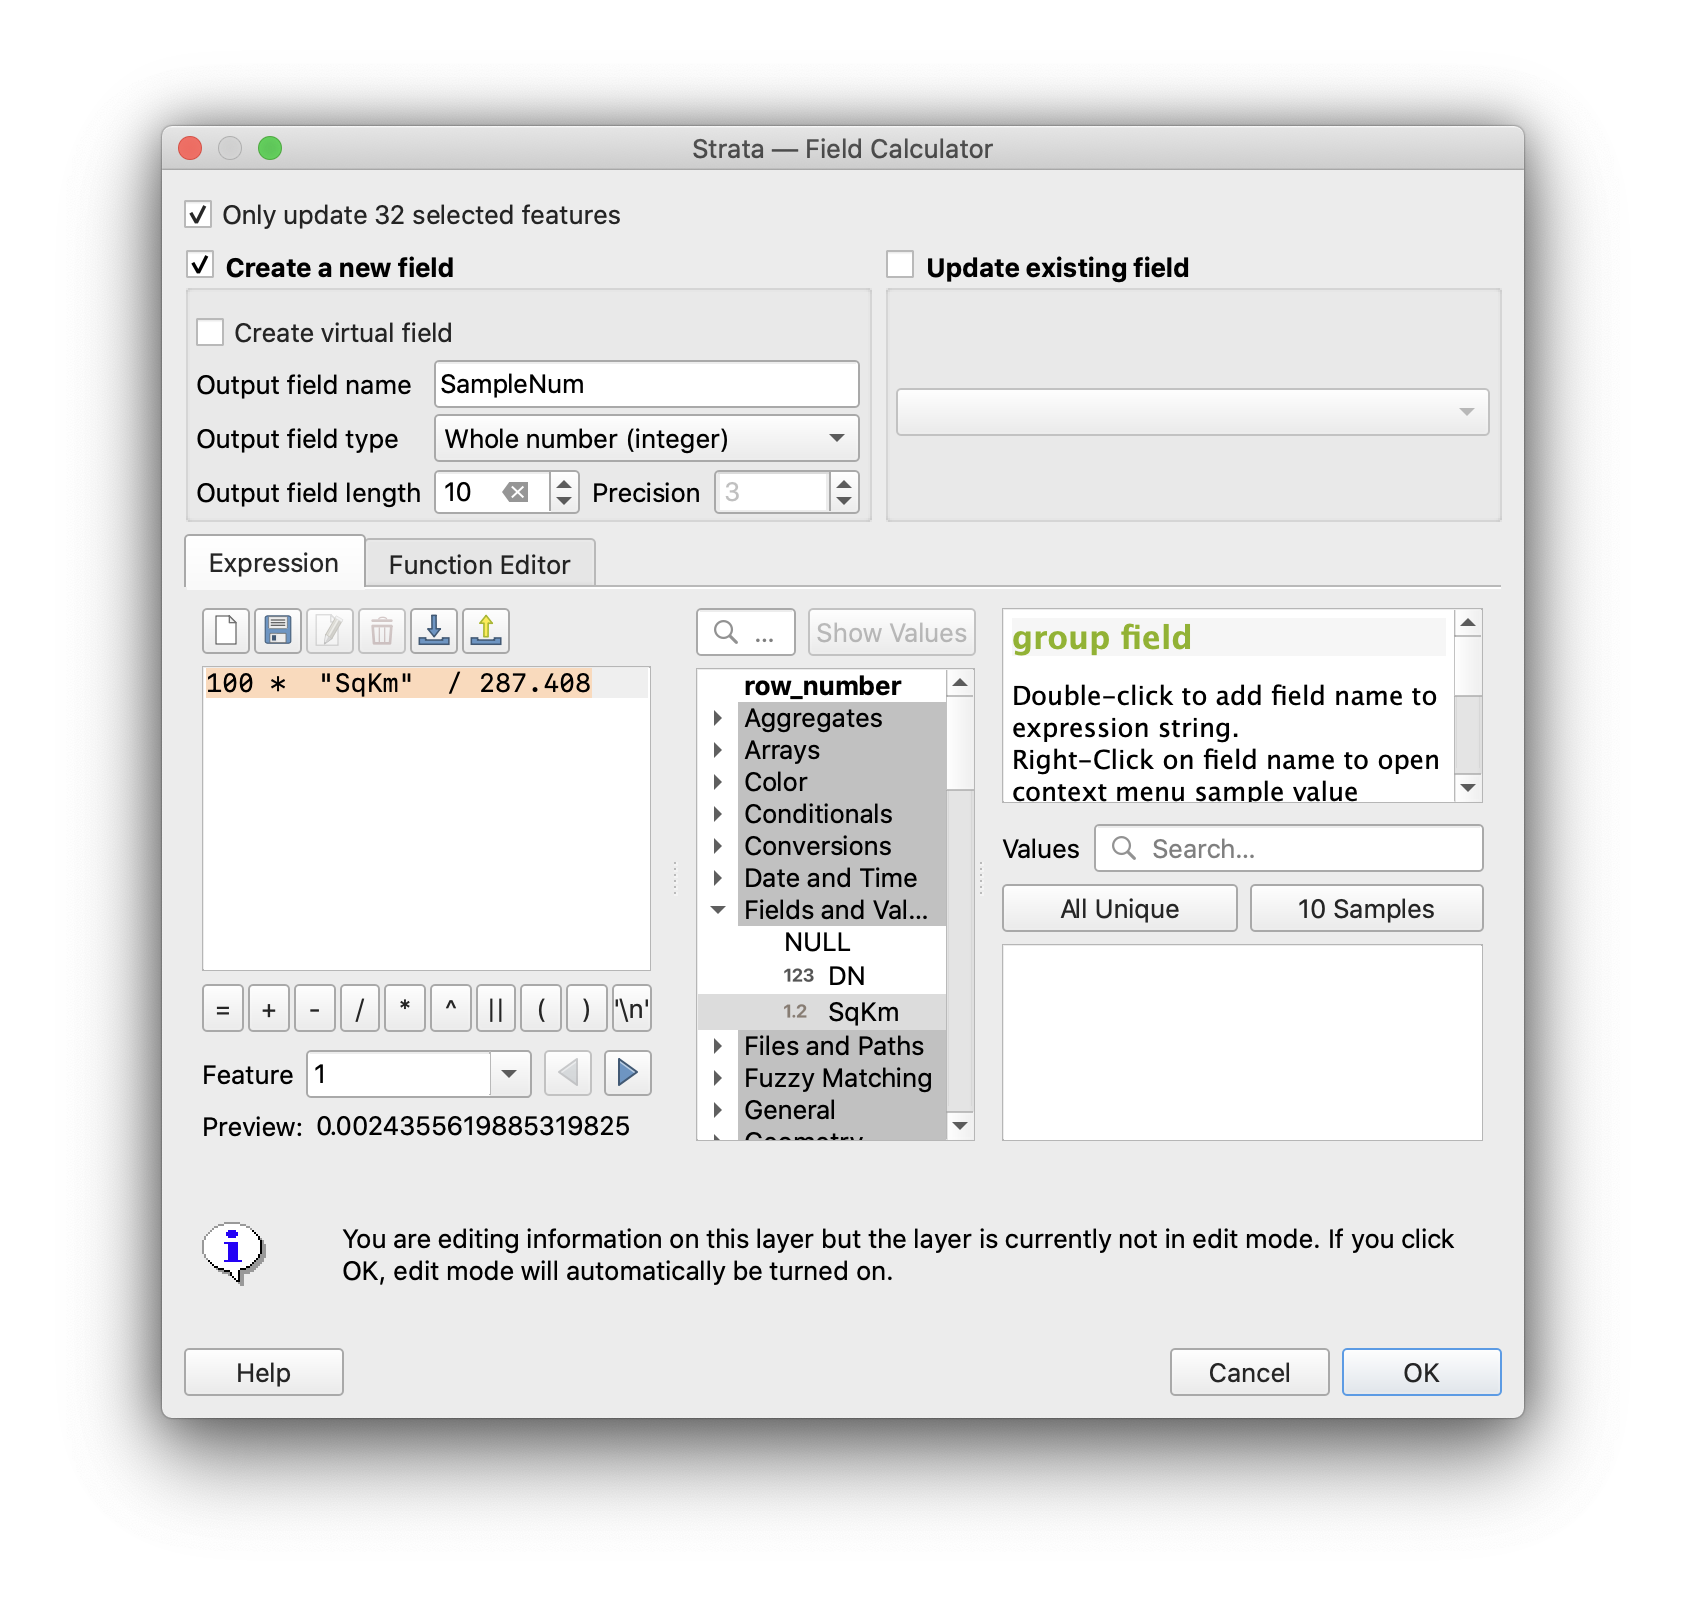 Strata — Field Calculator
Only update 32 selected features
Create a new field
Update existing field
Create virtual field
Output field name SampleNum
Output field type Whole number (integer)
Output field length 10 Precision 3
Expression Function Editor
... Show Values
group field
Double-click to add field name to
expression string.
Right-Click on field name to open
context menu sample value
100 *  "SqKm"  / 287.408
row_number
Aggregates
Arrays
Color
Conditionals
Conversions
Date and Time
Fields and Val...
NULL
123 DN
1.2 SqKm
Files and Paths
Fuzzy Matching
General
Geometry
Values Search...
All Unique 10 Samples
= + - / * ^ || ( ) '\n'
Feature 1
Preview: 0.0024355619885319825
You are editing information on this layer but the layer is currently not in edit mode. If you click
OK, edit mode will automatically be turned on.
Help Cancel OK